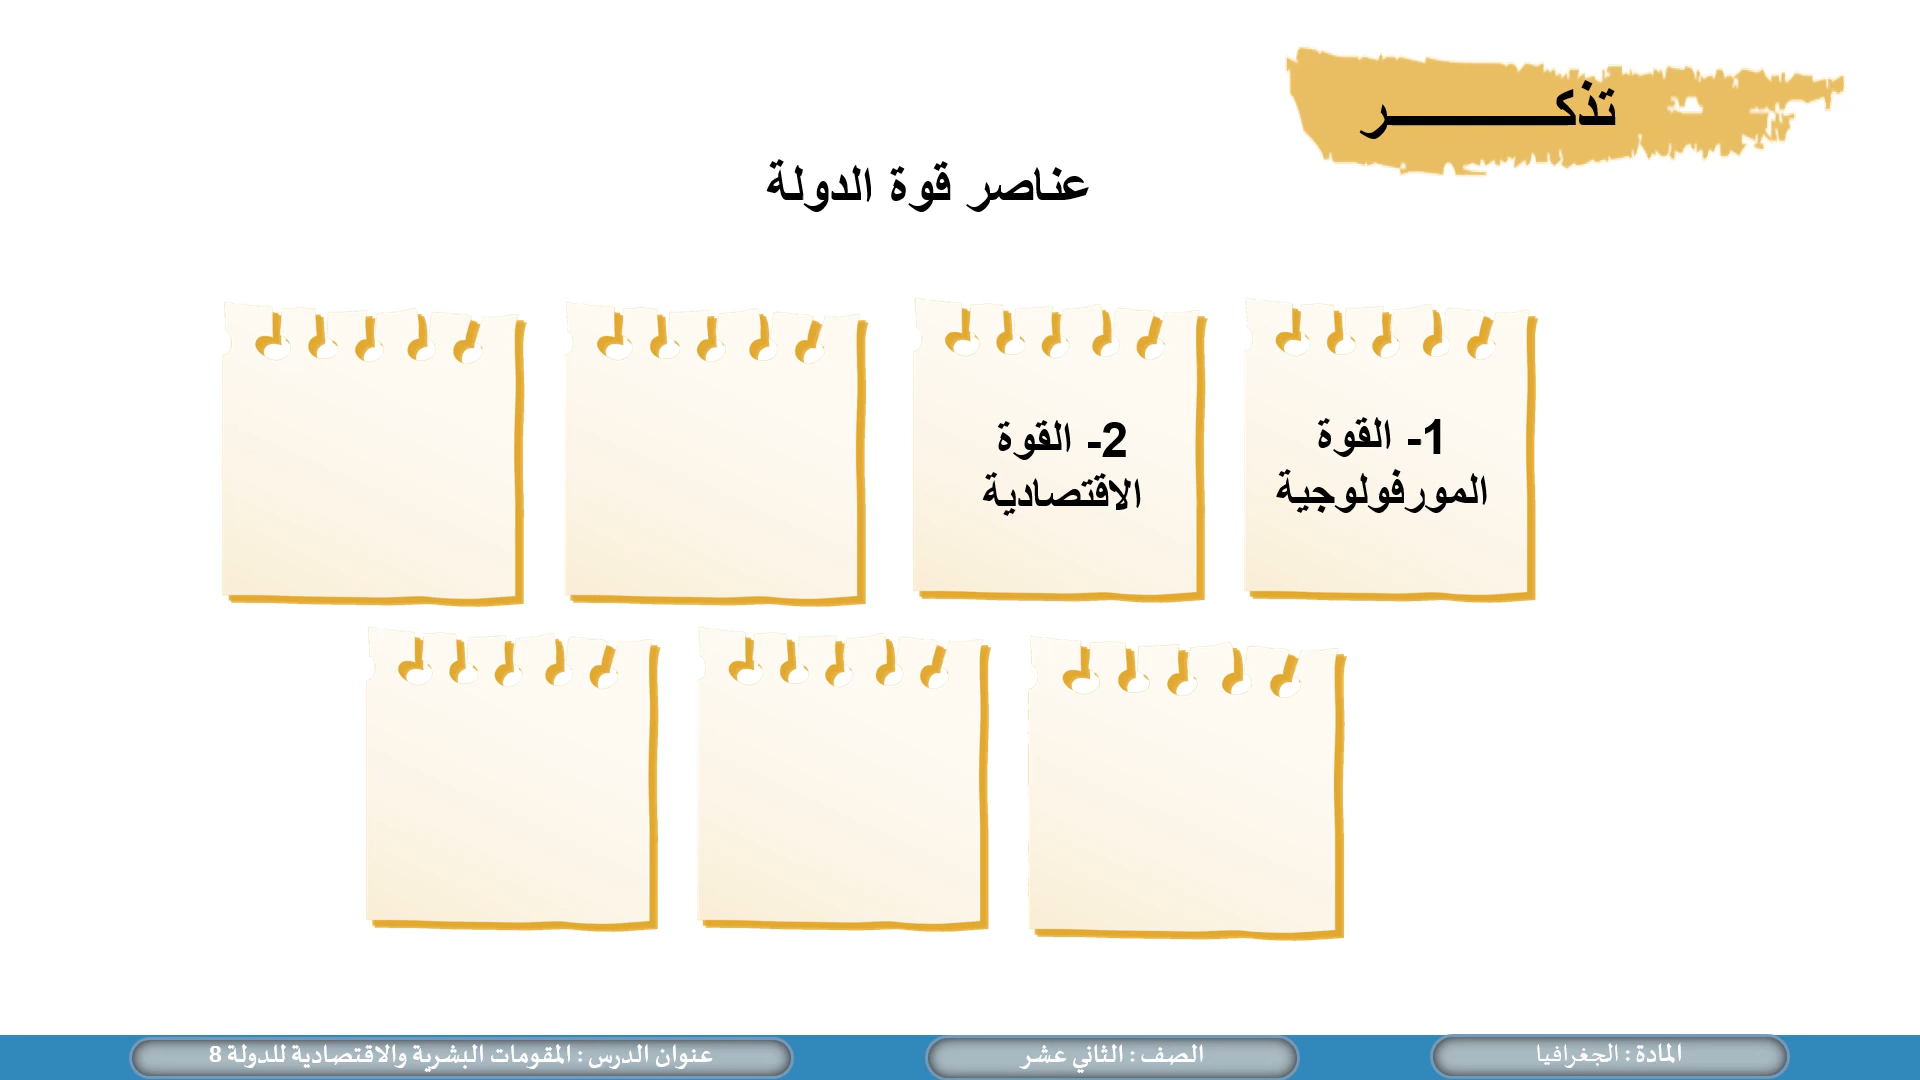 تذكـــــــــــــر
عناصر قوة الدولة
1- القوة
المورفولوجية
2- القوة
الاقتصادية
المادة : الجغرافيا
الصف : الثاني عشر
عنوان الدرس : المقومات البشرية والاقتصادية للدولة 8